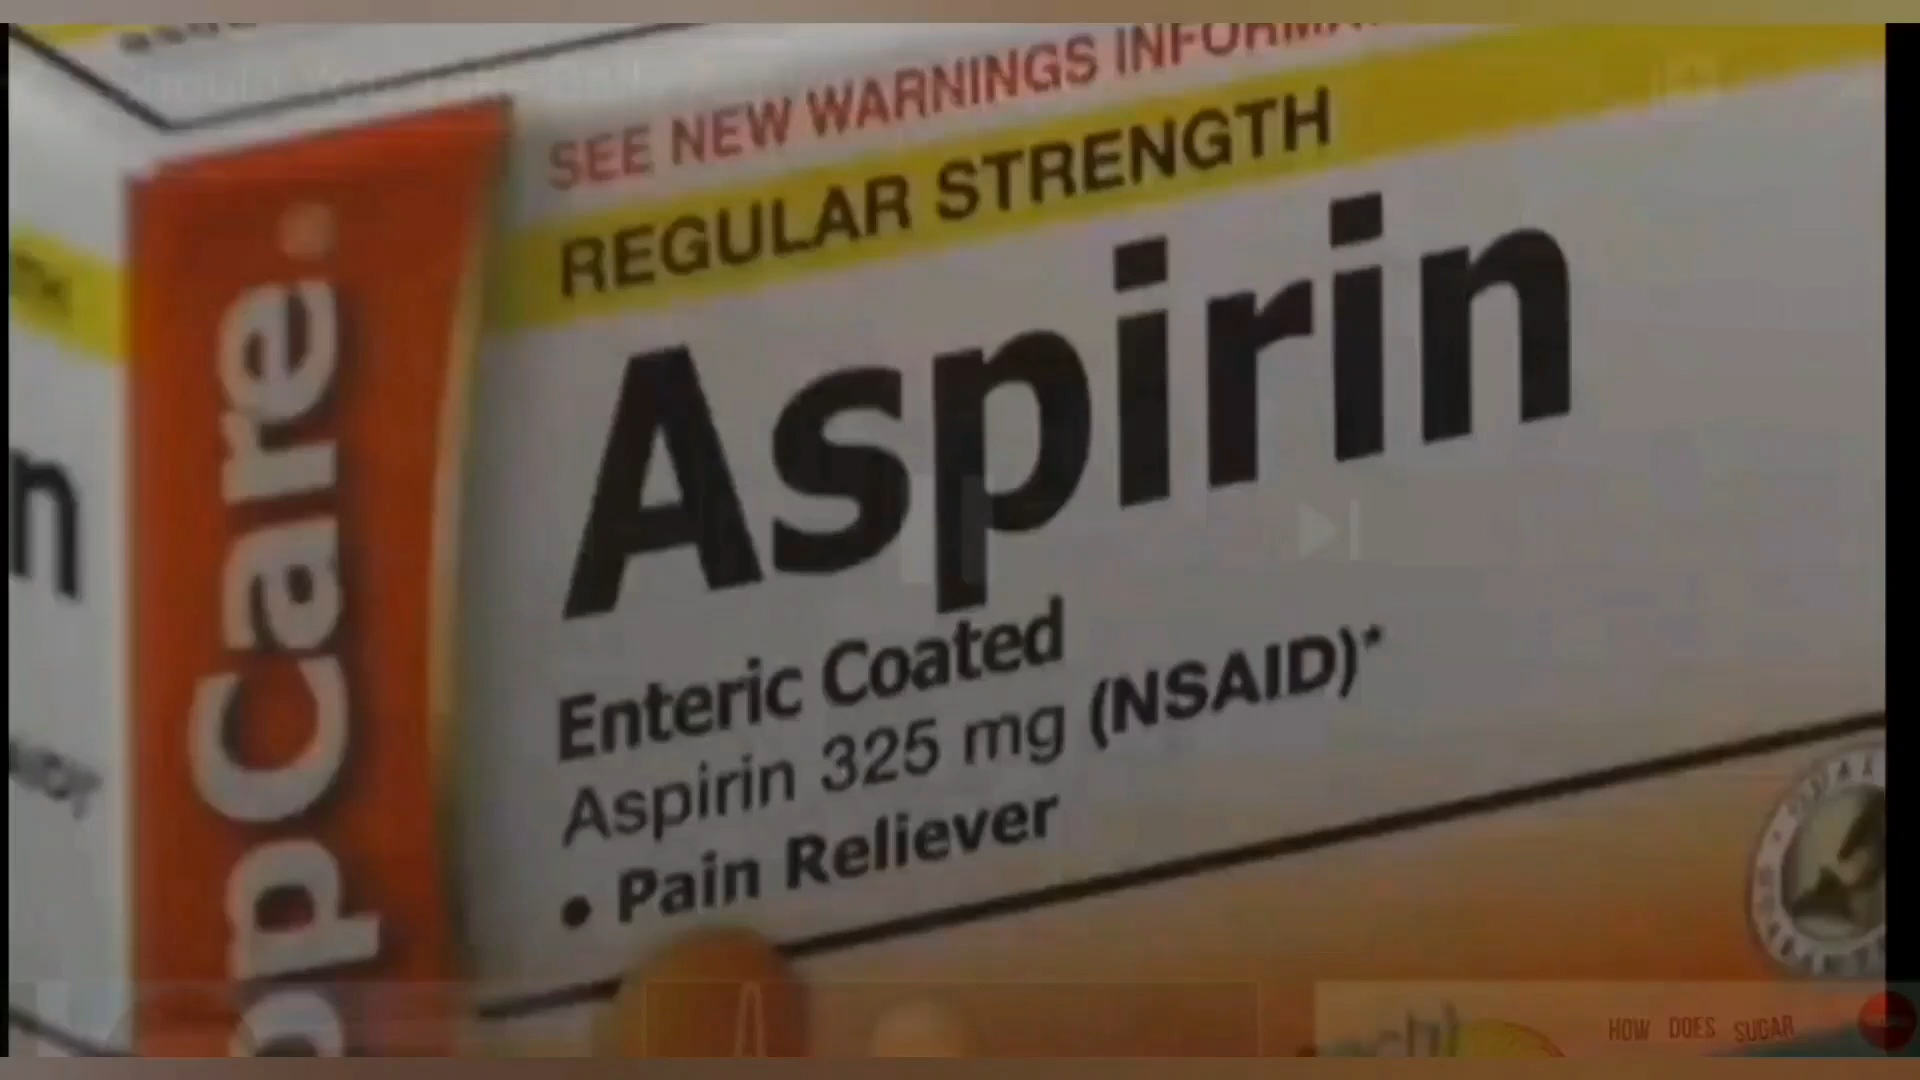 SEE NEW WARNINGS
REGULAR STRENGTH
Aspirin
Enteric Coated
Aspirin 325 mg (NSAID)*
• Pain Reliever
pCare.
n
HOW DOES SUGAR